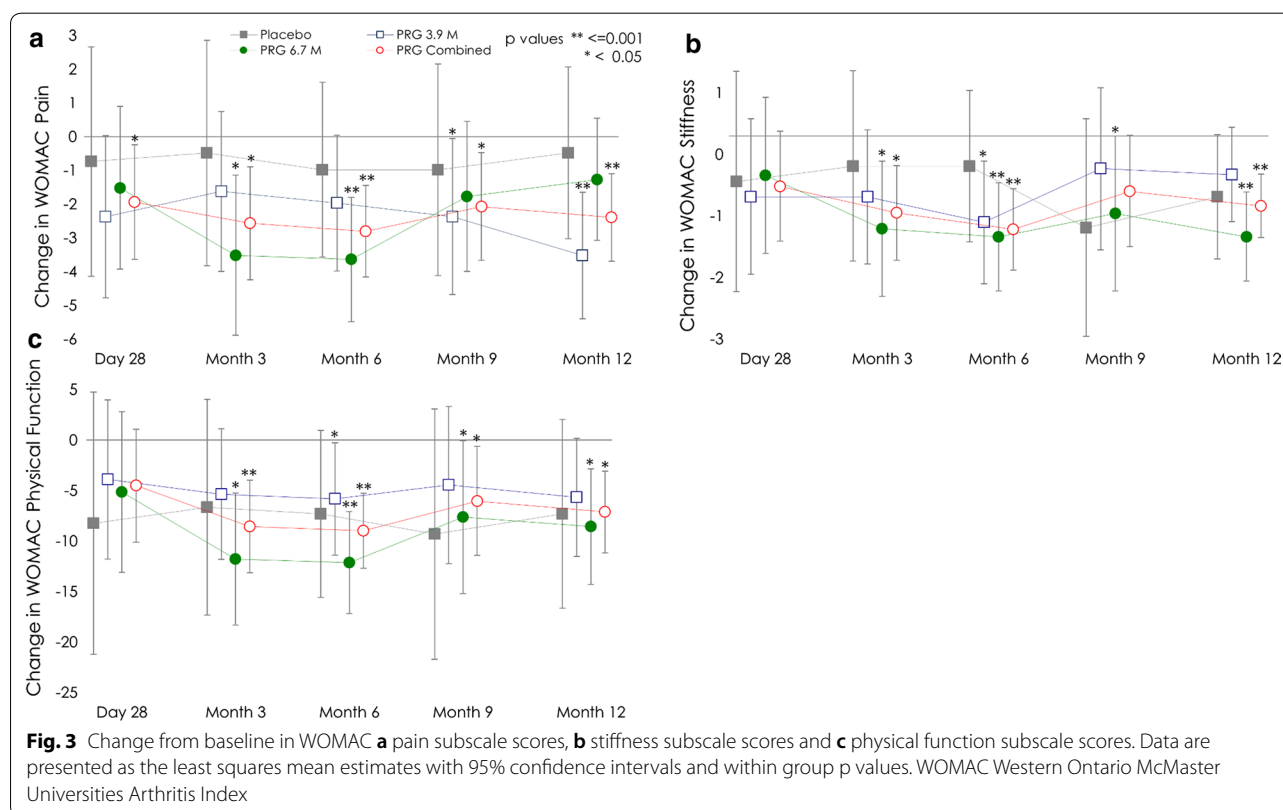 a
Placebo
PRG 3.9 M
PRG 6.7 M
PRG Combined
p values ** <=0.001
* < 0.05
Change in WOMAC Pain
3
2
1
0
-1
-2
-3
-4
-5
-6
* * * ** ** * * ** **
Day 28 Month 3 Month 6 Month 9 Month 12
b
Change in WOMAC Stiffness
1
0
-1
-2
-3
* * * ** ** * ** **
Day 28 Month 3 Month 6 Month 9 Month 12
c
Change in WOMAC Physical Function
5
0
-5
-10
-15
-20
-25
* ** * ** ** * * * *
Day 28 Month 3 Month 6 Month 9 Month 12
Fig. 3 Change from baseline in WOMAC a pain subscale scores, b stiffness subscale scores and c physical function subscale scores. Data are
presented as the least squares mean estimates with 95% confidence intervals and within group p values. WOMAC Western Ontario McMaster
Universities Arthritis Index